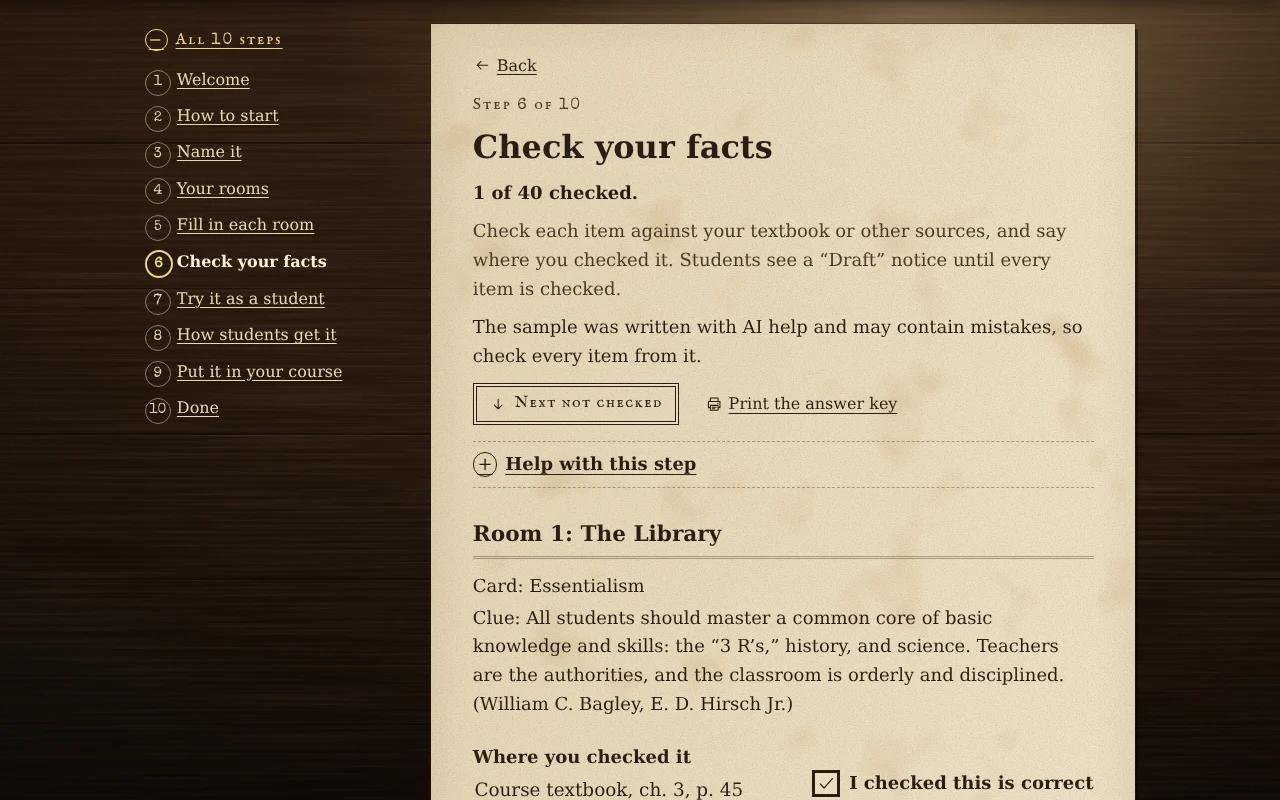 All 10 steps
1 Welcome
2 How to start
3 Name it
4 Your rooms
5 Fill in each room
6 Check your facts
7 Try it as a student
8 How students get it
9 Put it in your course
10 Done
← Back
Step 6 of 10
Check your facts
1 of 40 checked.
Check each item against your textbook or other sources, and say
where you checked it. Students see a “Draft” notice until every
item is checked.
The sample was written with AI help and may contain mistakes, so
check every item from it.
↓ Next not checked
Print the answer key
Help with this step
Room 1: The Library
Card: Essentialism
Clue: All students should master a common core of basic
knowledge and skills: the “3 R’s,” history, and science. Teachers
are the authorities, and the classroom is orderly and disciplined.
(William C. Bagley, E. D. Hirsch Jr.)
Where you checked it
Course textbook, ch. 3, p. 45
I checked this is correct